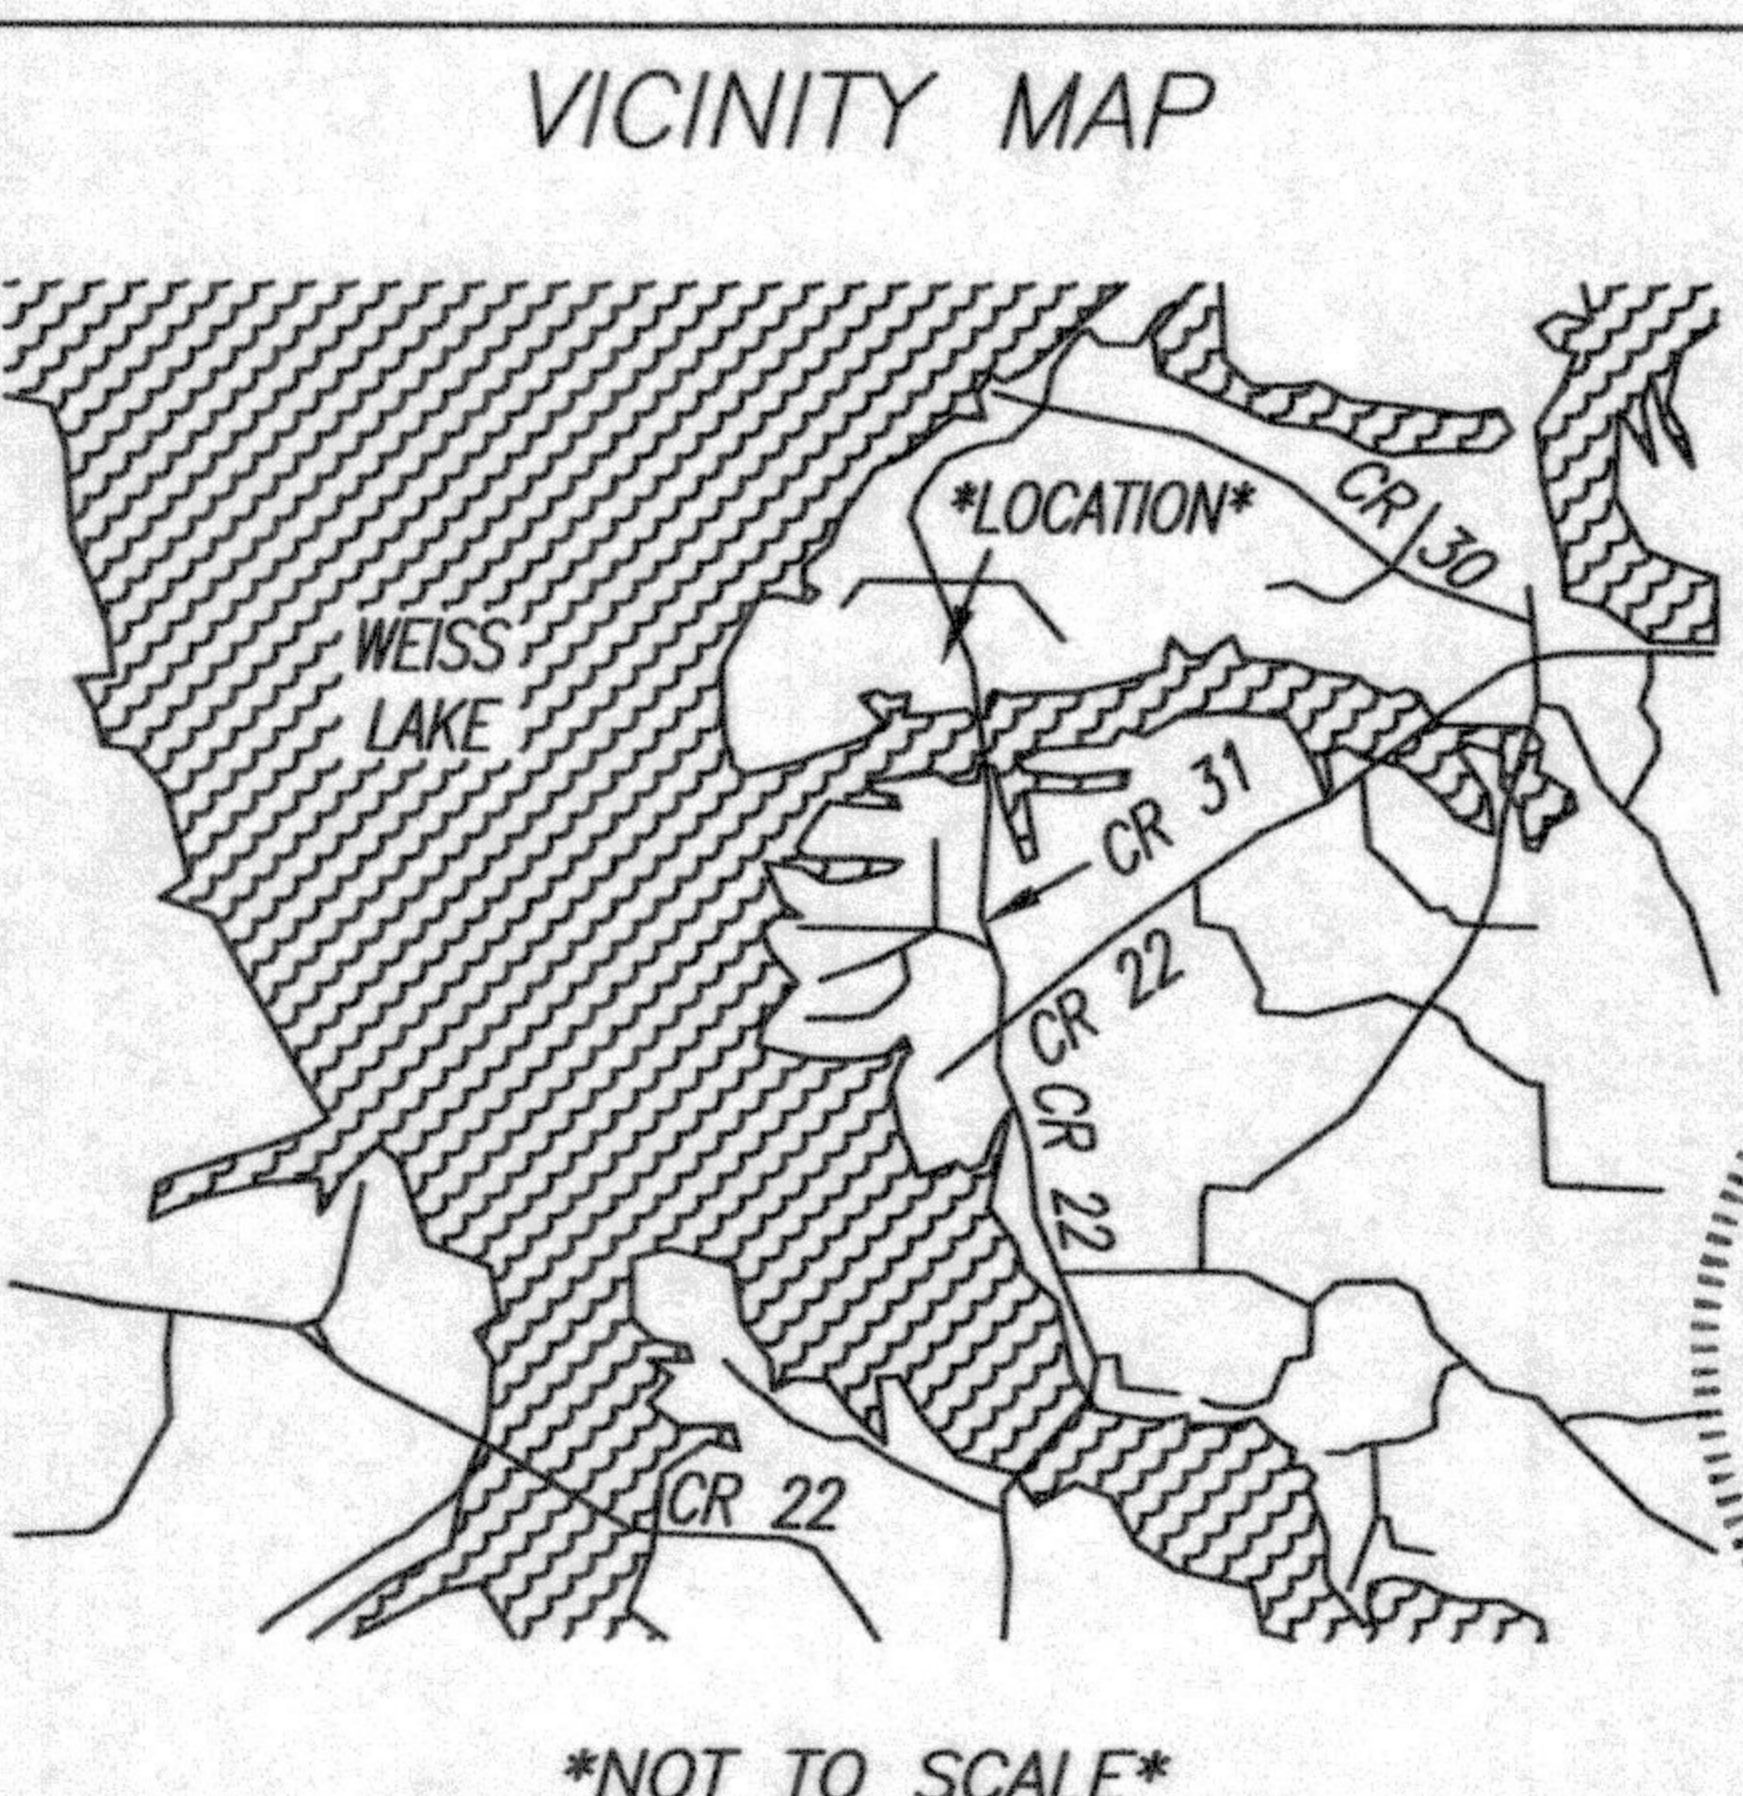 VICINITY MAP
*LOCATION*
CR 30
WEISS
LAKE
CR 31
CR 22
CR 22
CR 22
*NOT TO SCALE*